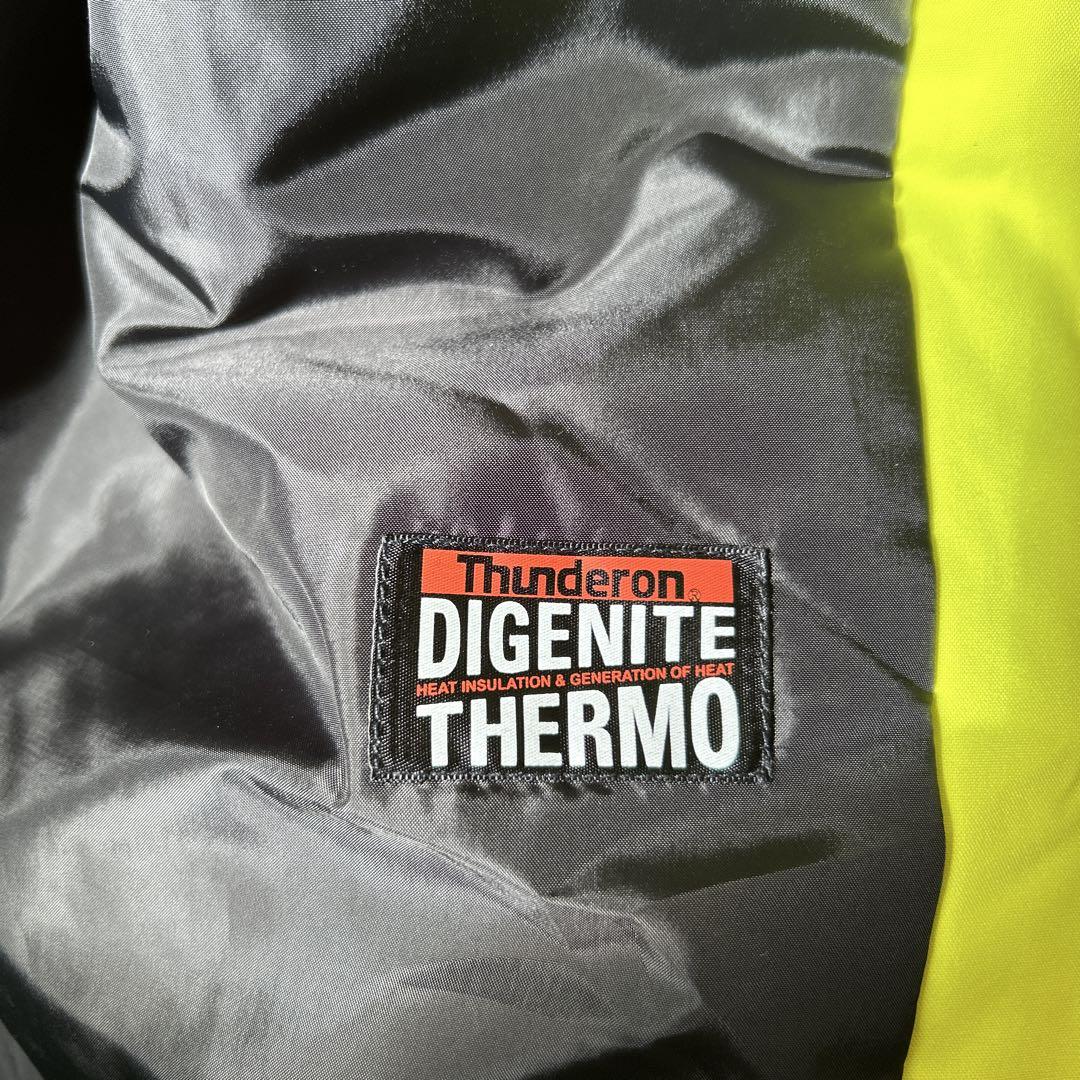 Thunderon®
DIGENITE
HEAT INSULATION & GENERATION OF HEAT
THERMO